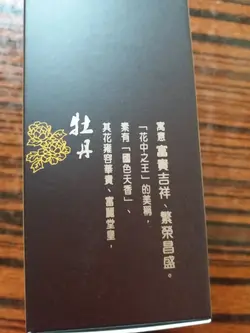 牡丹
其花雍容華貴、富麗堂皇，
素有「國色天香」、
「花中之王」的美稱，
寓意富貴吉祥、繁榮昌盛。